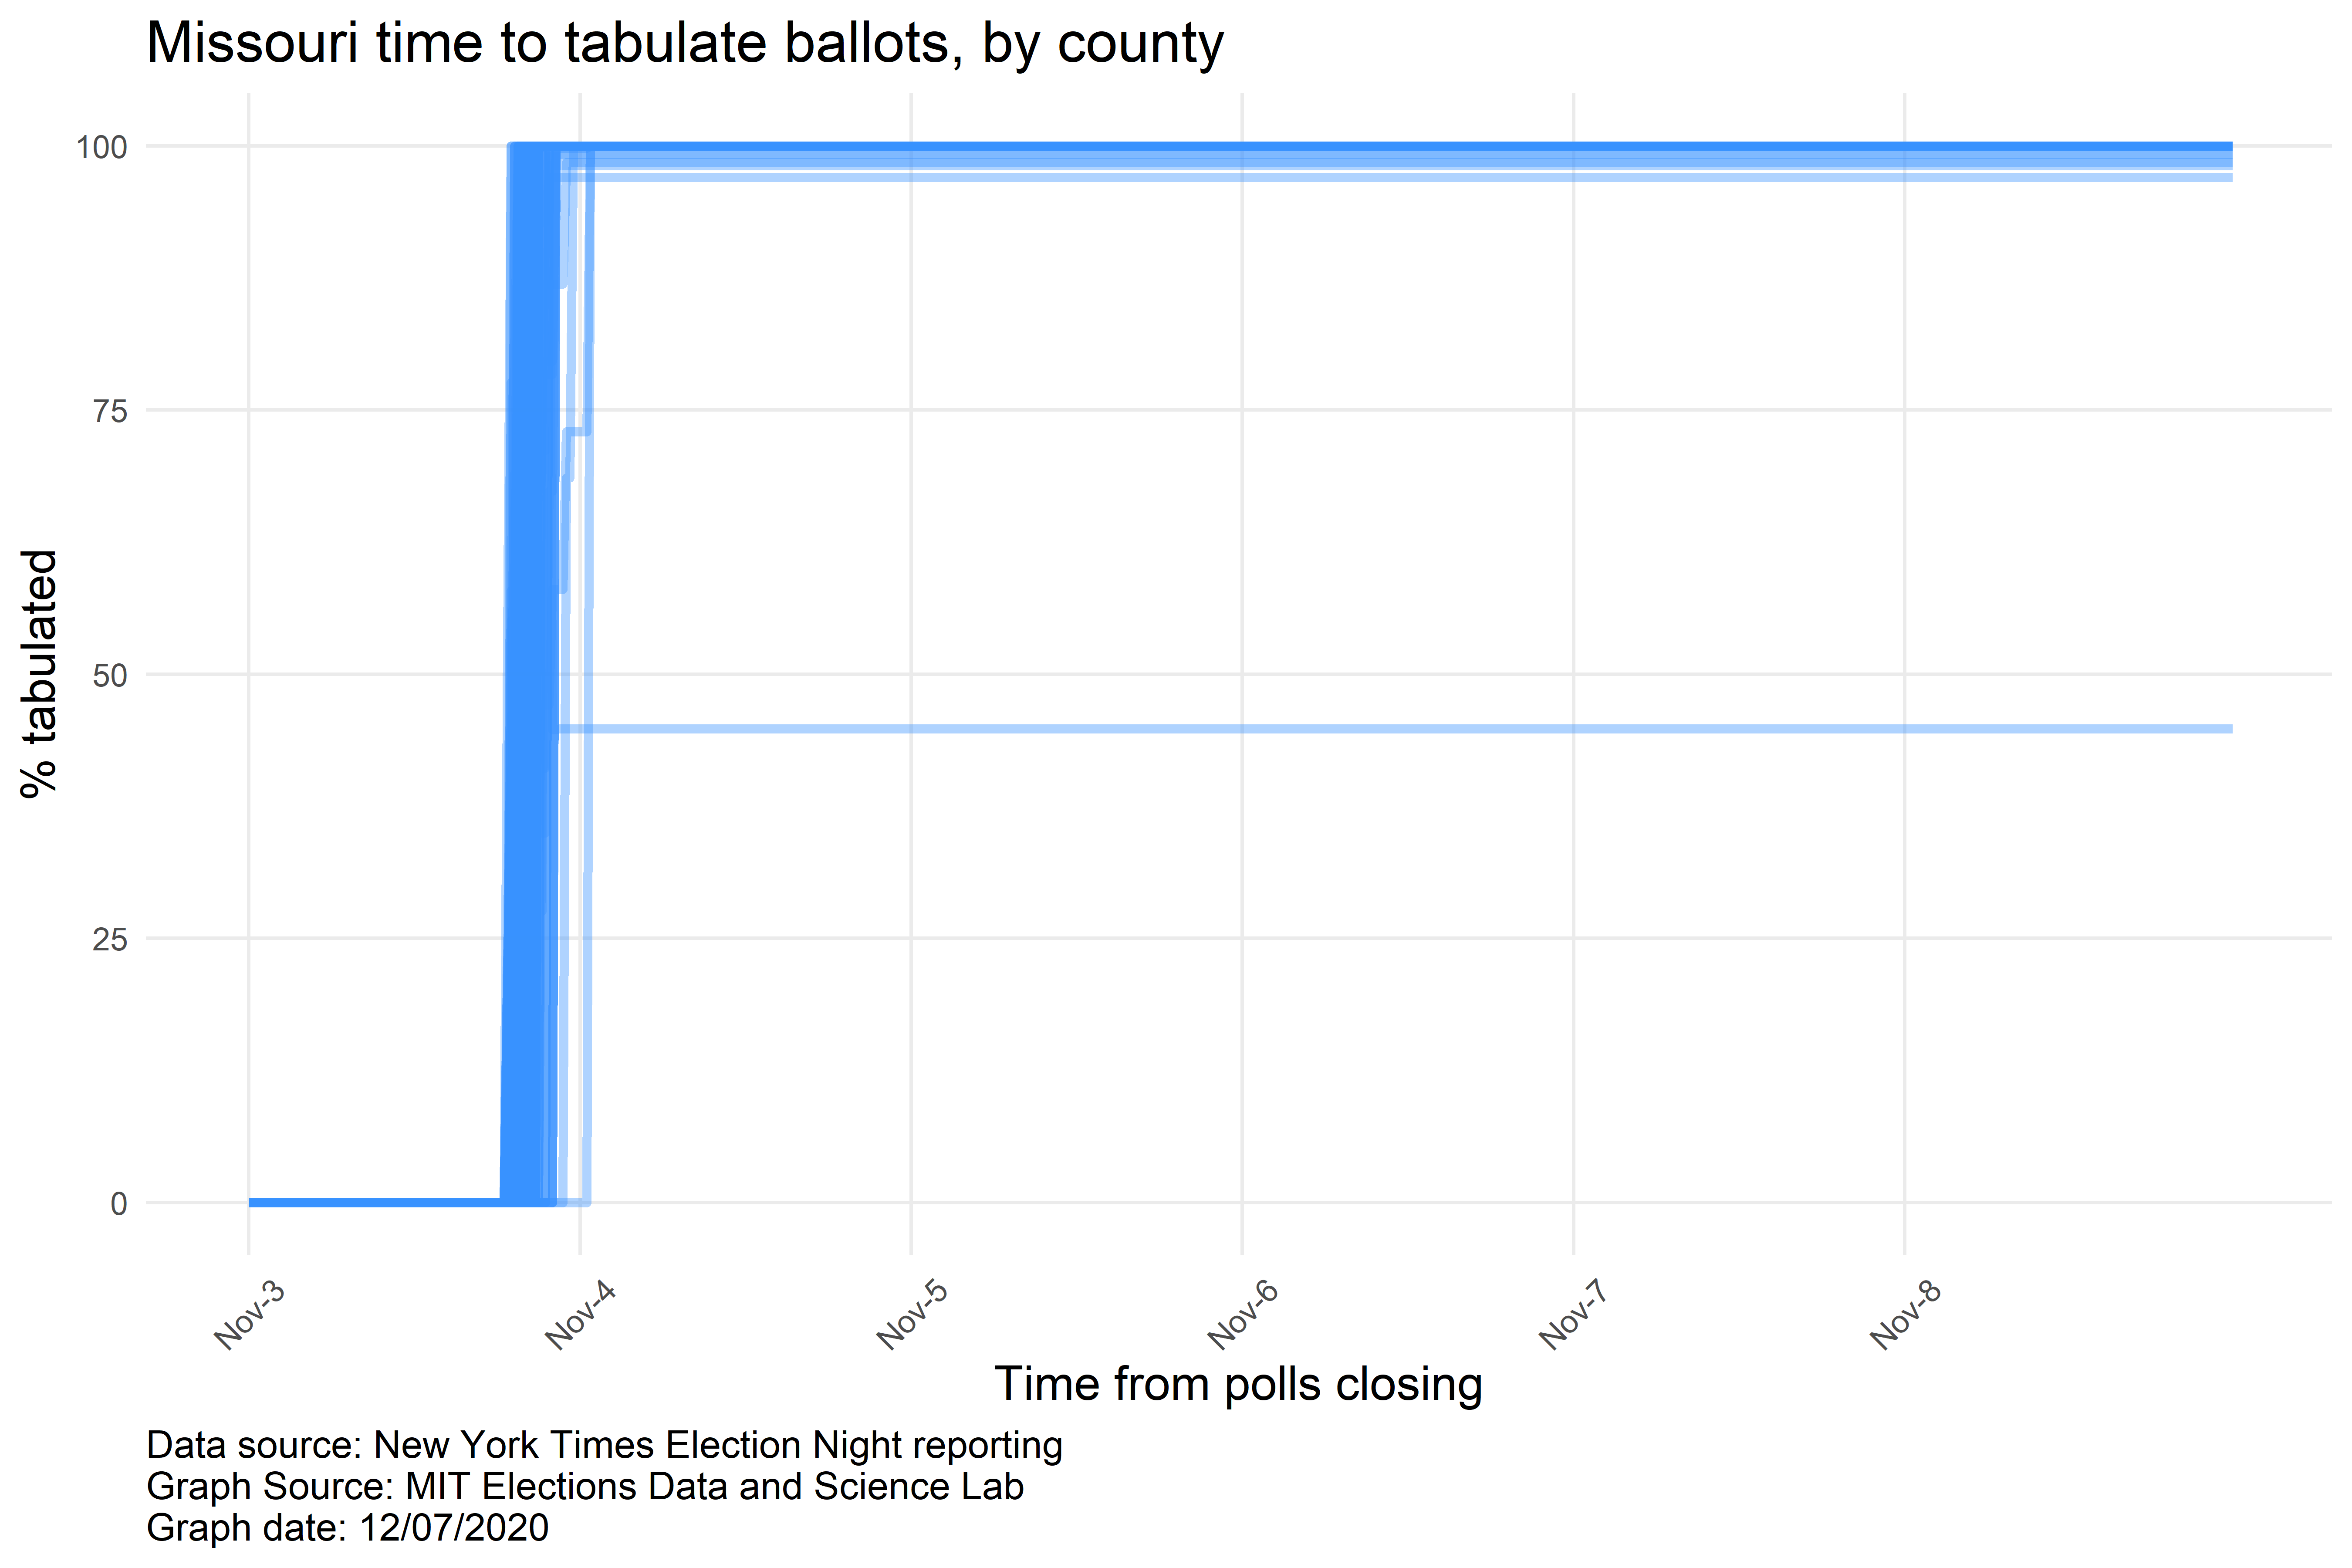 Missouri time to tabulate ballots, by county
% tabulated
100
75
50
25
0
Nov-3
Nov-4
Nov-5
Nov-6
Nov-7
Nov-8
Time from polls closing
Data source: New York Times Election Night reporting
Graph Source: MIT Elections Data and Science Lab
Graph date: 12/07/2020